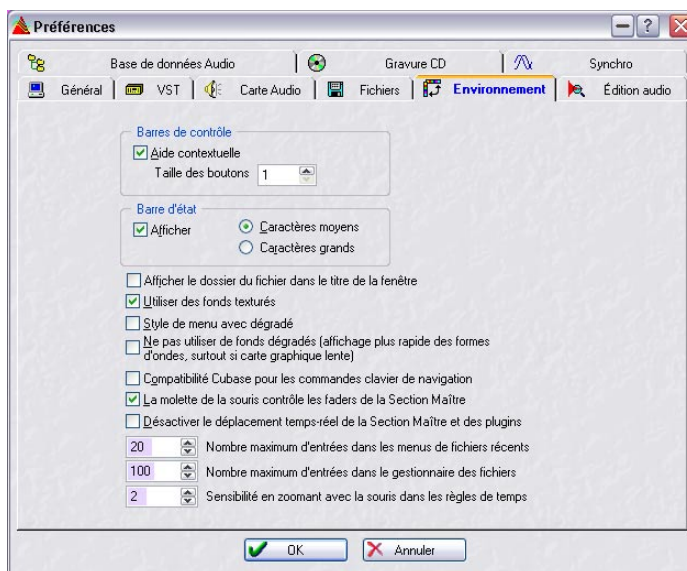 Préférences
Base de données Audio
Gravure CD
Synchro
Général
VST
Carte Audio
Fichiers
Environnement
Édition audio
Barres de contrôle
Aide contextuelle
Taille des boutons 1
Barre d'état
Afficher
Caractères moyens
Caractères grands
Afficher le dossier du fichier dans le titre de la fenêtre
Utiliser des fonds texturés
Style de menu avec dégradé
Ne pas utiliser de fonds dégradés (affichage plus rapide des formes
d'ondes, surtout si carte graphique lente)
Compatibilité Cubase pour les commandes clavier de navigation
La molette de la souris contrôle les faders de la Section Maître
Désactiver le déplacement temps-réel de la Section Maître et des plugins
20 Nombre maximum d'entrées dans les menus de fichiers récents
100 Nombre maximum d'entrées dans le gestionnaire des fichiers
2 Sensibilité en zoomant avec la souris dans les règles de temps
OK
Annuler